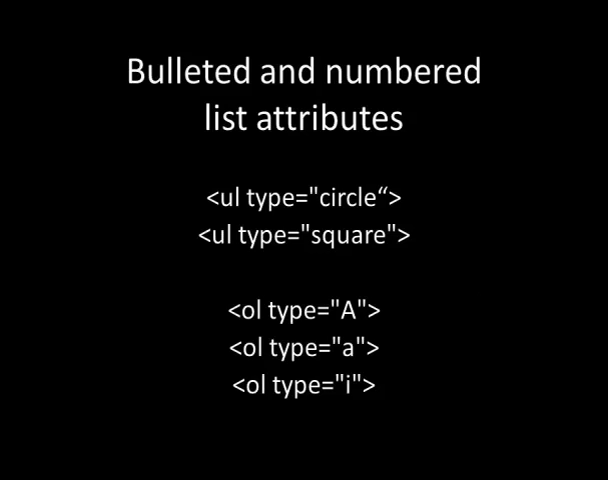 Bulleted and numbered
list attributes
<ul type="circle“>
<ul type="square">
<ol type="A">
<ol type="a">
<ol type="i">